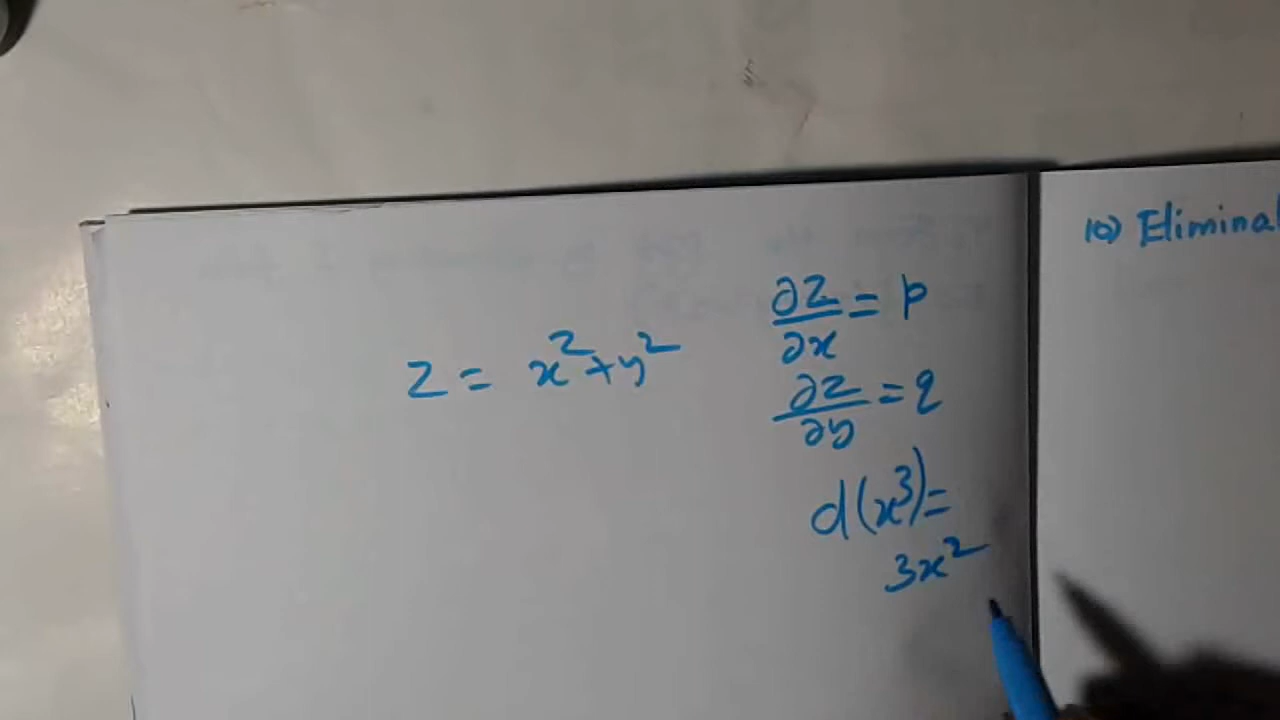 z = x²+y²
∂z/∂x = p
∂z/∂y = q
d(x³)=
3x²
10) Eliminat